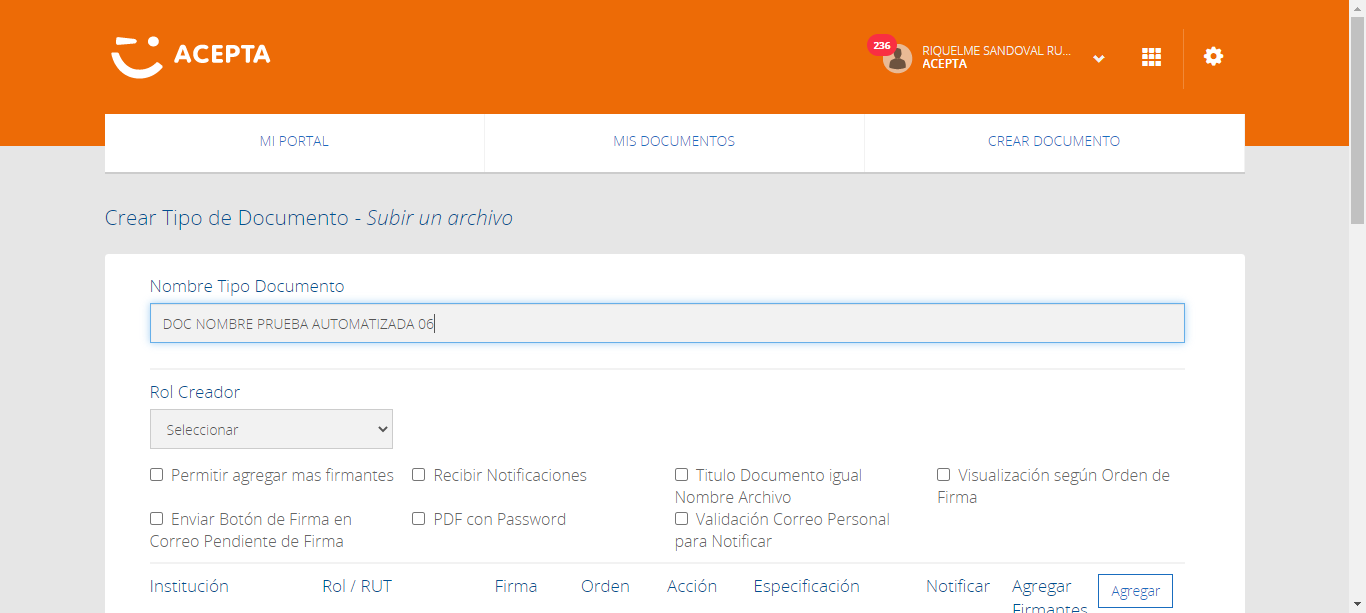 ACEPTA
236
RIQUELME SANDOVAL RU...
ACEPTA
MI PORTAL
MIS DOCUMENTOS
CREAR DOCUMENTO
Crear Tipo de Documento - Subir un archivo
Nombre Tipo Documento
DOC NOMBRE PRUEBA AUTOMATIZADA 06
Rol Creador
Seleccionar
Permitir agregar mas firmantes
Recibir Notificaciones
Titulo Documento igual
Nombre Archivo
Visualización según Orden de
Firma
Enviar Botón de Firma en
Correo Pendiente de Firma
PDF con Password
Validación Correo Personal
para Notificar
Institución
Rol / RUT
Firma
Orden
Acción
Especificación
Notificar
Agregar
Firmantes
Agregar